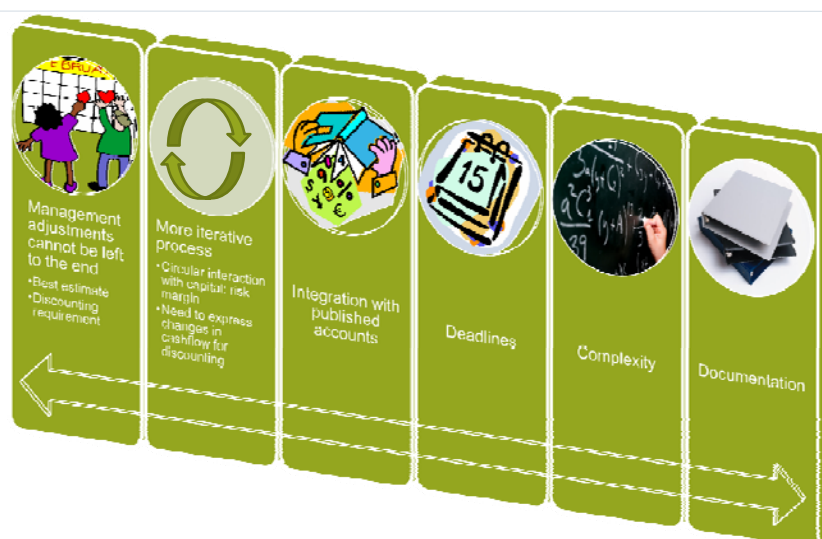 EBRUA
Management
adjustments
cannot be left
to the end
•Best estimate
•Discounting
requirement
More iterative
process
•Circular interaction
with capital: risk
margin
•Need to express
changes in
cashflow for
discounting
Integration with
published
accounts
15
Deadlines
Complexity
Documentation